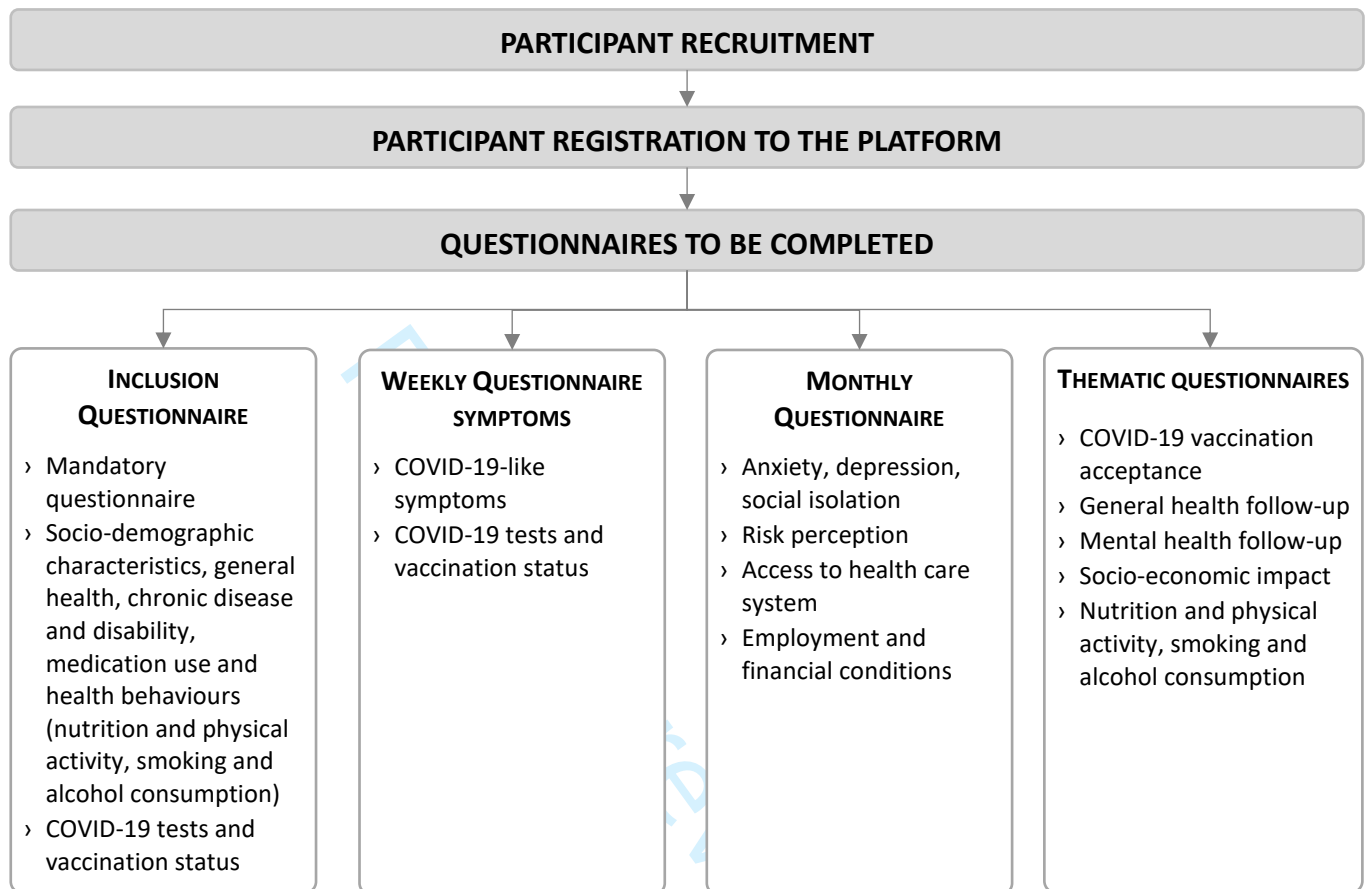 PARTICIPANT RECRUITMENT
PARTICIPANT REGISTRATION TO THE PLATFORM
QUESTIONNAIRES TO BE COMPLETED
INCLUSION
QUESTIONNAIRE
› Mandatory
questionnaire
› Socio-demographic
characteristics, general
health, chronic disease
and disability,
medication use and
health behaviours
(nutrition and physical
activity, smoking and
alcohol consumption)
› COVID-19 tests and
vaccination status
WEEKLY QUESTIONNAIRE
SYMPTOMS
› COVID-19-like
symptoms
› COVID-19 tests and
vaccination status
MONTHLY
QUESTIONNAIRE
› Anxiety, depression,
social isolation
› Risk perception
› Access to health care
system
› Employment and
financial conditions
THEMATIC QUESTIONNAIRES
› COVID-19 vaccination
acceptance
› General health follow-up
› Mental health follow-up
› Socio-economic impact
› Nutrition and physical
activity, smoking and
alcohol consumption